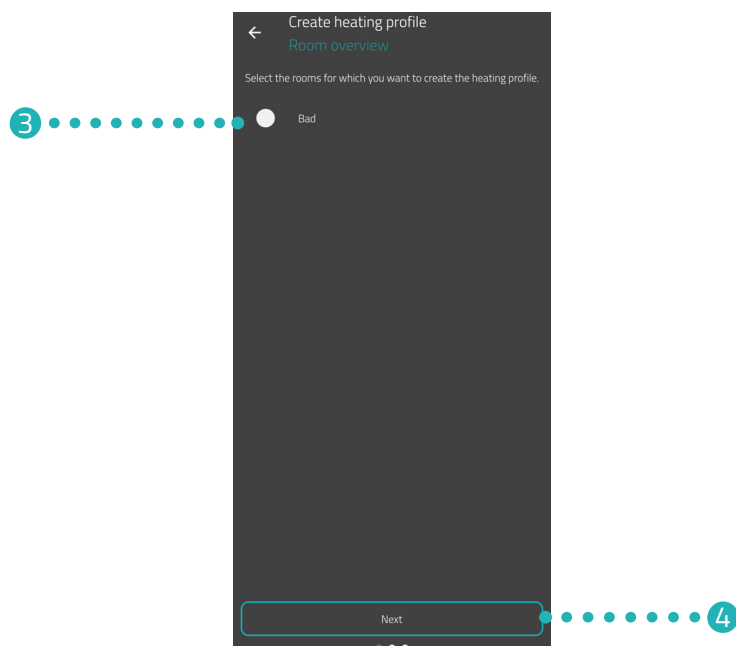 Create heating profile
Room overview
Select the rooms for which you want to create the heating profile.
3
Bad
Next
4